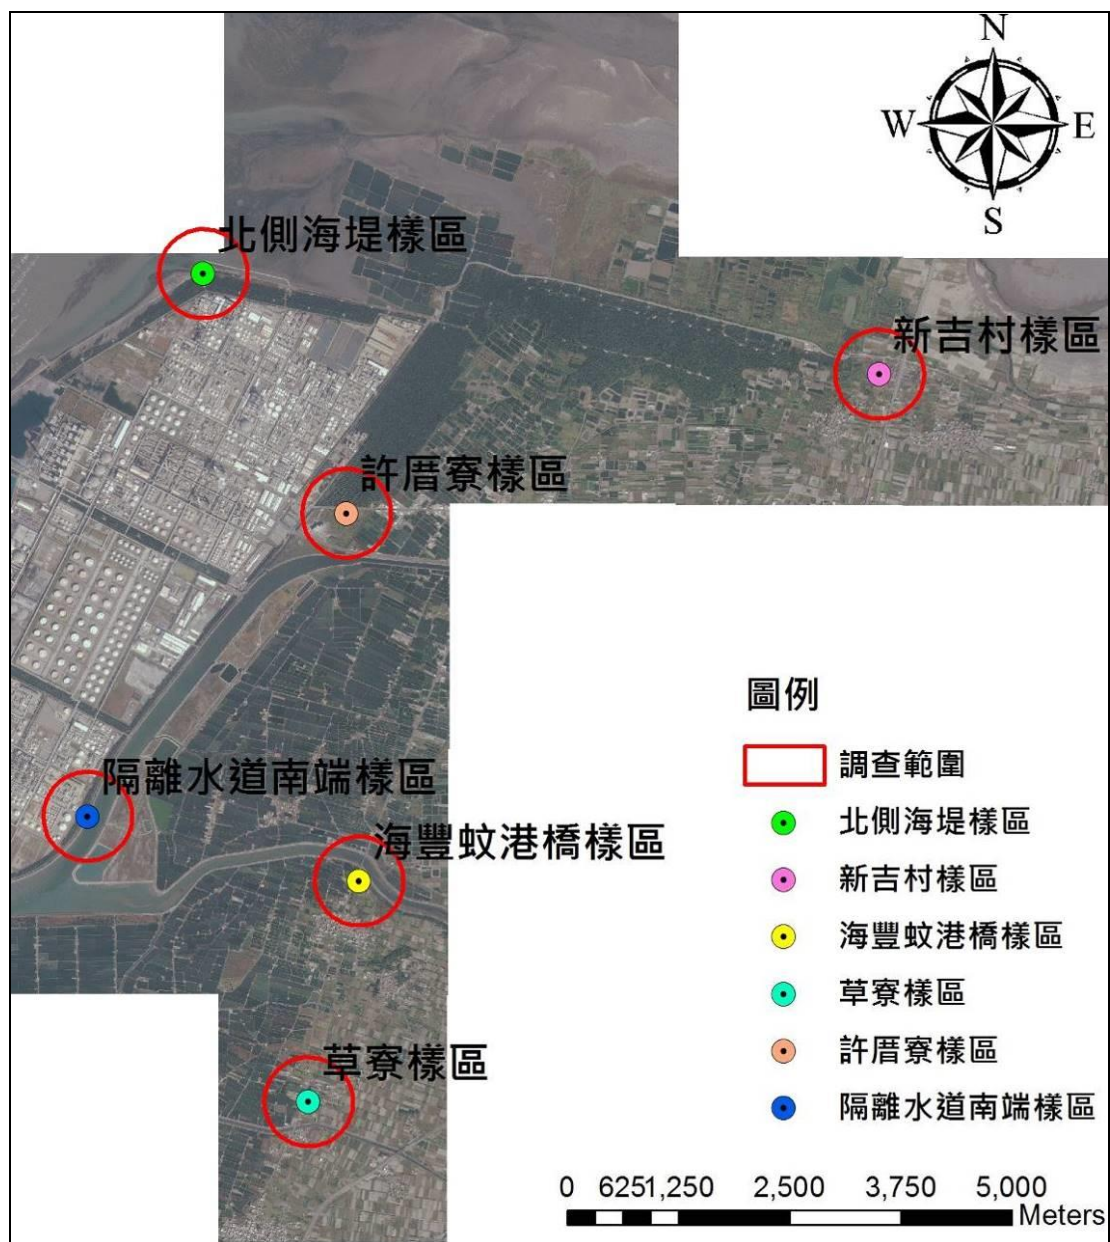 N
W E
S
北側海堤樣區
新吉村樣區
許厝寮樣區
隔離水道南端樣區
海豐蚊港橋樣區
草寮樣區
圖例
調查範圍
北側海堤樣區
新吉村樣區
海豐蚊港橋樣區
草寮樣區
許厝寮樣區
隔離水道南端樣區
0 625 1,250 2,500 3,750 5,000
Meters